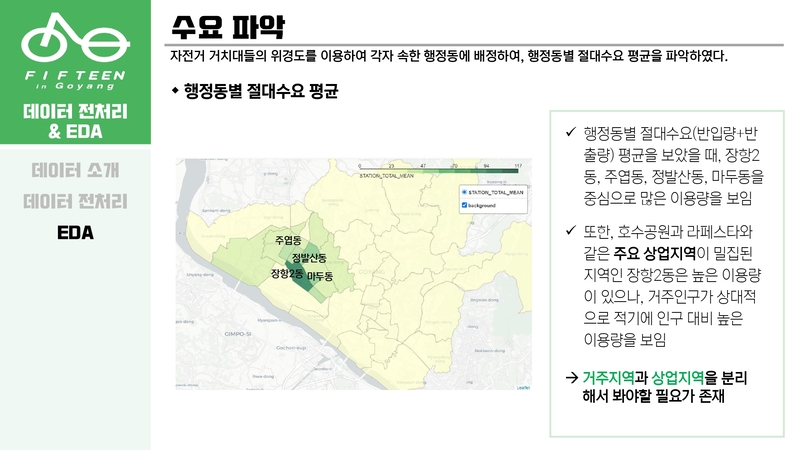 수요 파악
자전거 거치대들의 위경도를 이용하여 각자 속한 행정동에 배정하여, 행정동별 절대수요 평균을 파악하였다.
FIFTEEN
in Goyang
데이터 전처리
& EDA
데이터 소개
데이터 전처리
EDA
◆ 행정동별 절대수요 평균
0 23 47 70 94 117
STATION_TOTAL_MEAN
STATION_TOTAL_MEAN
background
주엽동
정발산동
장항2동 마두동
GIMPO-SI
Leaflet
✓ 행정동별 절대수요(반입량+반
출량) 평균을 보았을 때, 장항2
동, 주엽동, 정발산동, 마두동을
중심으로 많은 이용량을 보임
✓ 또한, 호수공원과 라페스타와
같은 주요 상업지역이 밀집된
지역인 장항2동은 높은 이용량
이 있으나, 거주인구가 상대적
으로 적기에 인구 대비 높은
이용량을 보임
→ 거주지역과 상업지역을 분리
해서 봐야할 필요가 존재